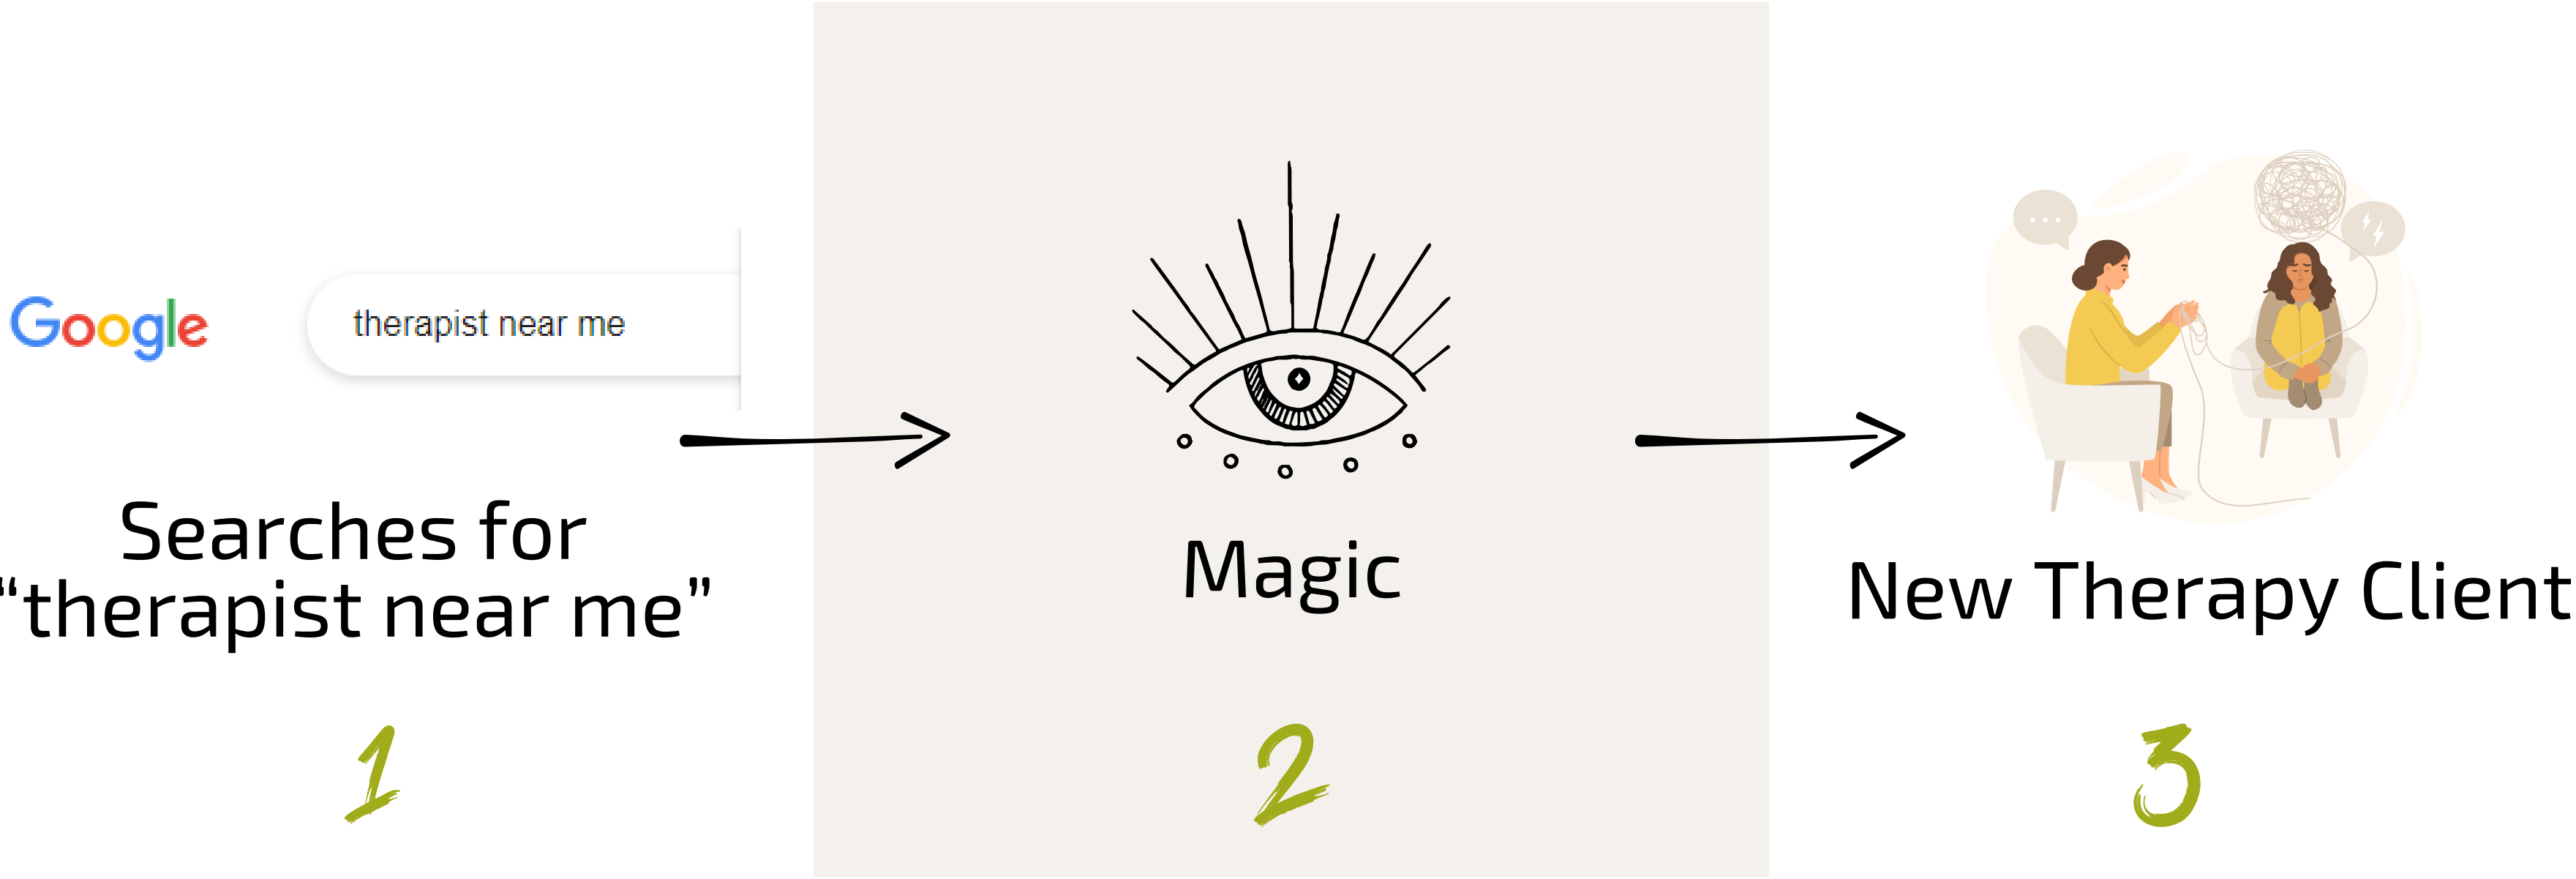 Google
therapist near me
Searches for
“therapist near me”
1
Magic
2
New Therapy Client
3